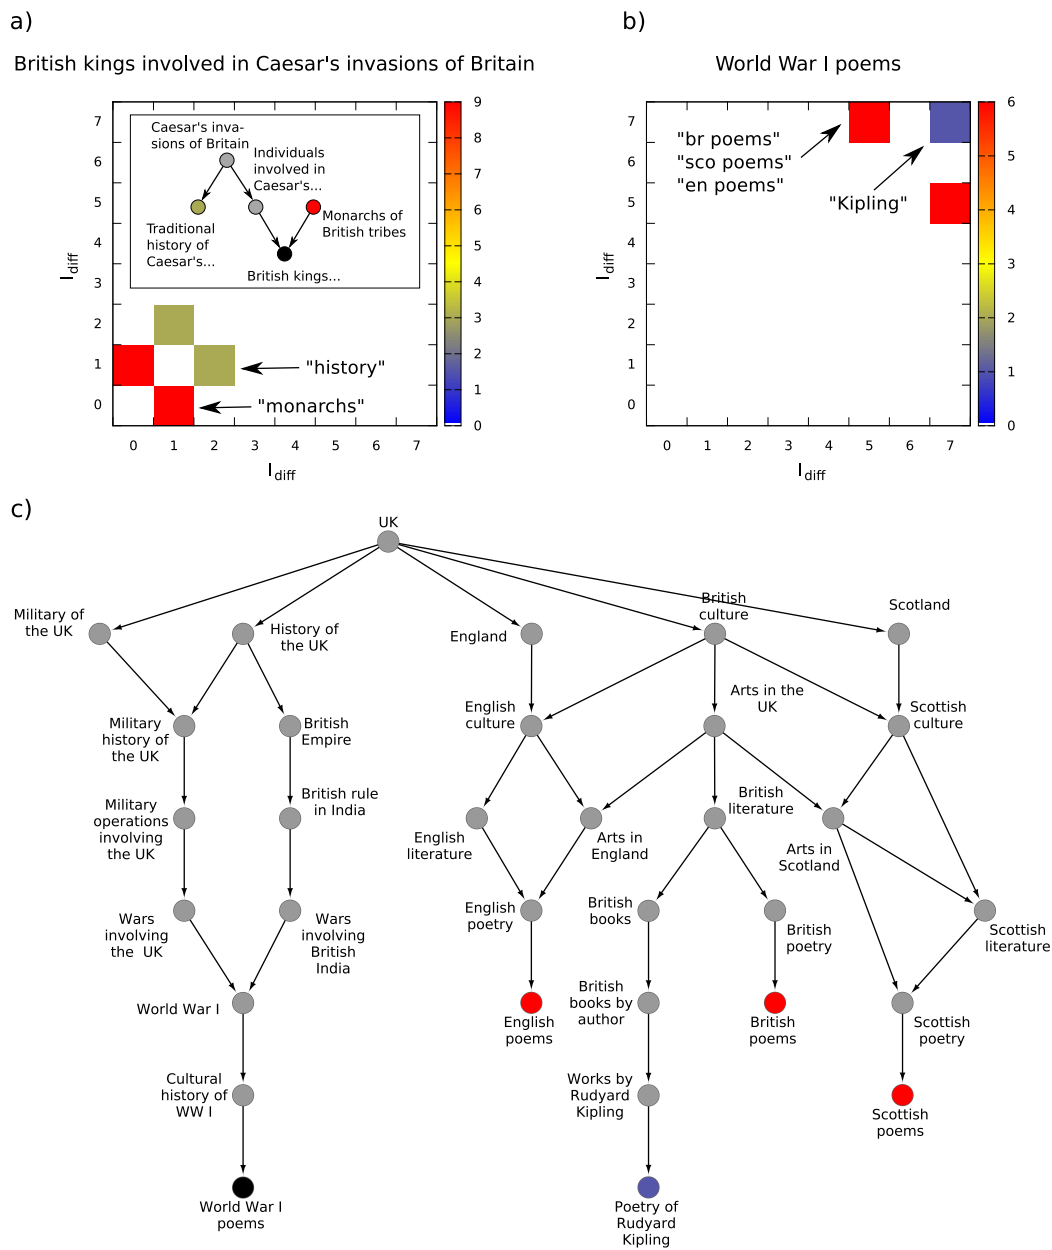 a)
British kings involved in Caesar's invasions of Britain
7
6
5
4
3
2
1
0
I diff
0 1 2 3 4 5 6 7
I diff
Caesar's inva-
sions of Britain
Individuals
involved in
Caesar's...
Traditional
history of
Caesar's...
Monarchs of
British tribes
British kings...
"history"
"monarchs"
9
8
7
6
5
4
3
2
1
0
b)
World War I poems
7
6
5
4
3
2
1
0
I diff
0 1 2 3 4 5 6 7
I diff
"br poems"
"sco poems"
"en poems"
"Kipling"
6
5
4
3
2
1
0
c)
UK
Military of
the UK
History of
the UK
England
British
culture
Scotland
Military
history of
the UK
British
Empire
English
culture
Arts in the
UK
Scottish
culture
Military
operations
involving
the UK
British rule
in India
English
literature
Arts in
England
British
literature
Arts in
Scotland
Wars
involving
the UK
Wars
involving
British
India
English
poetry
British
books
British
poetry
Scottish
literature
World War I
English
poems
British
books by
author
British
poems
Scottish
poetry
Cultural
history of
WW I
Works by
Rudyard
Kipling
Scottish
poems
World War I
poems
Poetry of
Rudyard
Kipling